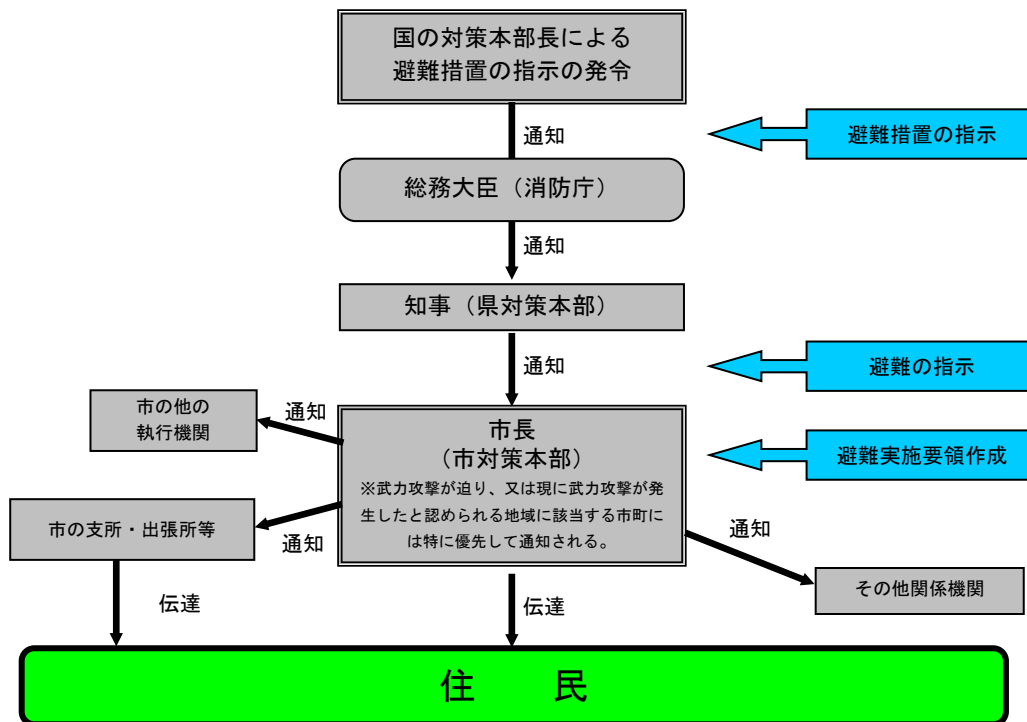 国の対策本部長による
避難措置の指示の発令
通知
避難措置の指示
総務大臣（消防庁）
通知
知事（県対策本部）
通知
避難の指示
市の他の
執行機関
通知
市長
（市対策本部）
※武力攻撃が迫り、又は現に武力攻撃が発
生したと認められる地域に該当する市町に
は特に優先して通知される。
避難実施要領作成
市の支所・出張所等
通知
通知
その他関係機関
伝達
伝達
住　　民